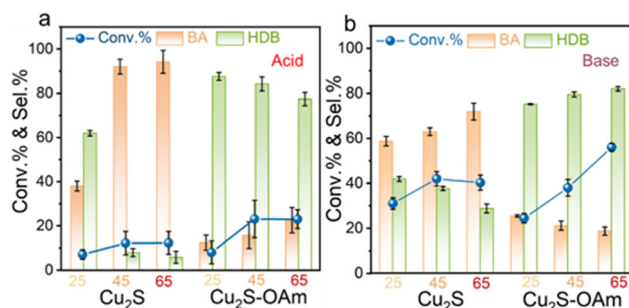 a
Conv.% BA HDB
Acid
Conv.% & Sel.%
100
80
60
40
20
0
25 45 65 25 45 65
Cu₂S Cu₂S-OAm
b
Conv.% BA HDB
Base
Conv.% & Sel.%
100
80
60
40
20
0
25 45 65 25 45 65
Cu₂S Cu₂S-OAm